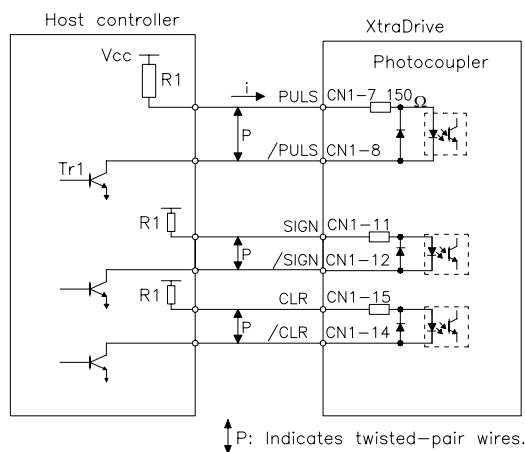 Host controller
XtraDrive
Vcc
R1
i
P
PULS
CN1-7 150Ω
Photocoupler
/PULS
CN1-8
Tr1
R1
SIGN
CN1-11
P
/SIGN
CN1-12
R1
CLR
CN1-15
P
/CLR
CN1-14
P: Indicates twisted-pair wires.